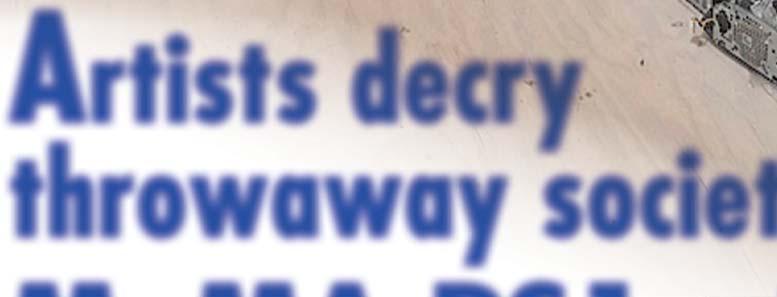 Artists decry
throwaway societ